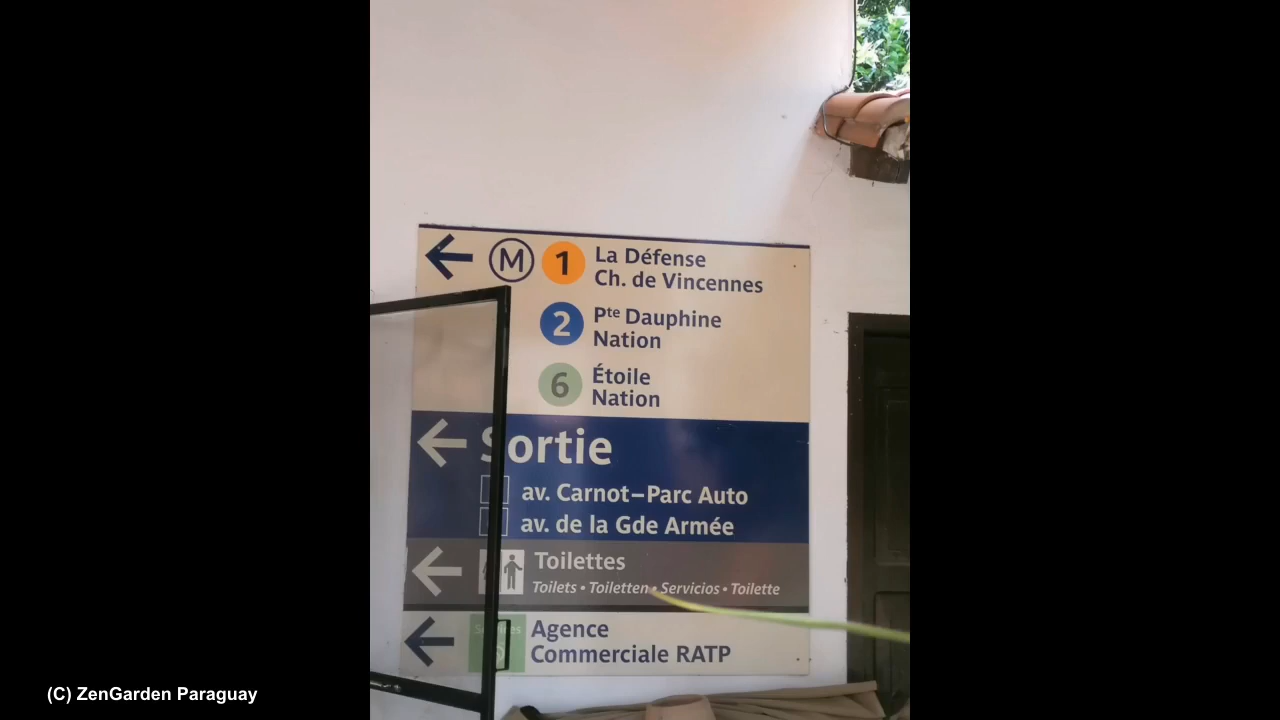 M 1 La Défense
Ch. de Vincennes
2 Pte Dauphine
Nation
6 Étoile
Nation
Sortie
av. Carnot–Parc Auto
av. de la Gde Armée
Toilettes
Toilets • Toiletten • Servicios • Toilette
Agence
Commerciale RATP
(C) ZenGarden Paraguay